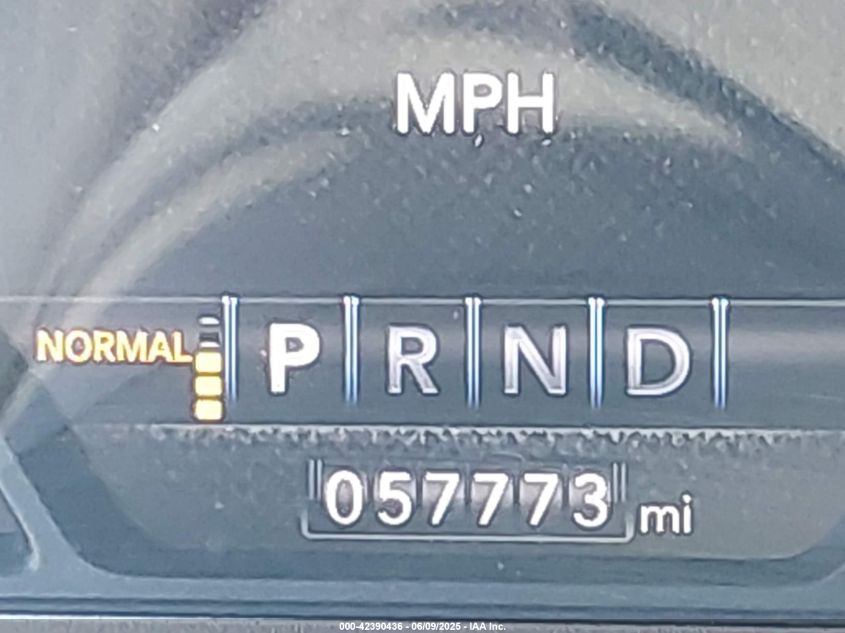 MPH
NORMAL P R N D
057773 mi
000-42390436 - 06/09/2025 - IAA Inc.